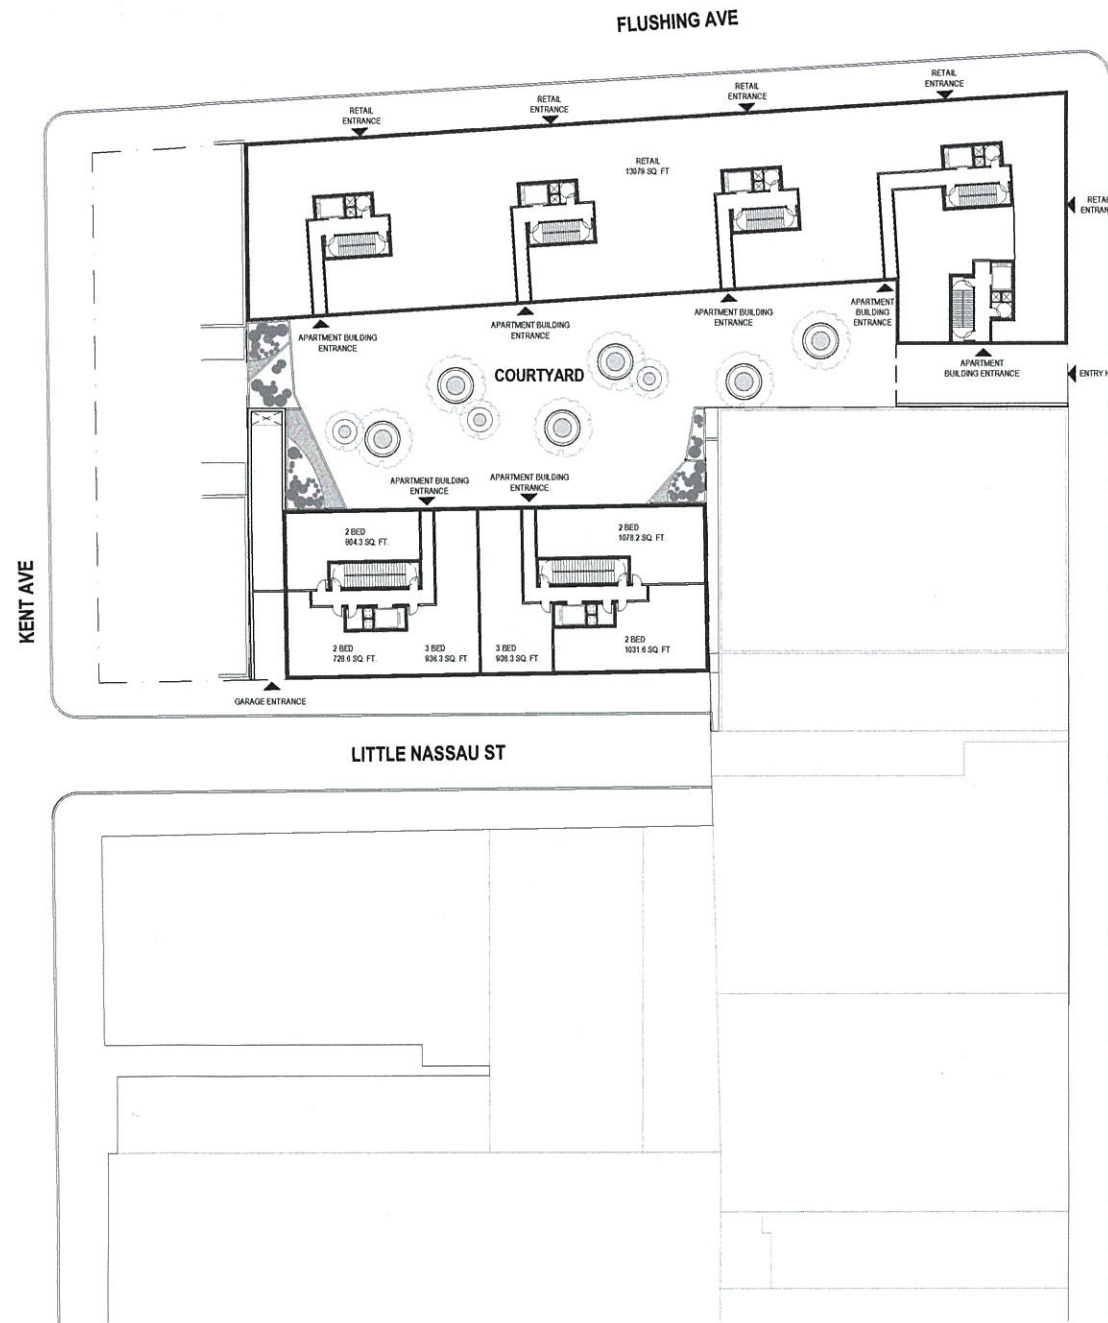 FLUSHING AVE
RETAIL
ENTRANCE
RETAIL
ENTRANCE
RETAIL
ENTRANCE
RETAIL
ENTRANCE
RETAIL
13079 SQ. FT
RETAI
ENTRAN
APARTMENT BUILDING
ENTRANCE
APARTMENT BUILDING
ENTRANCE
APARTMENT BUILDING
ENTRANCE
APARTMENT
BUILDING
ENTRANCE
APARTMENT
BUILDING ENTRANCE
ENTRY H
COURTYARD
APARTMENT BUILDING
ENTRANCE
APARTMENT BUILDING
ENTRANCE
2 BED
804.3 SQ. FT.
2 BED
1078.2 SQ. FT.
KENT AVE
2 BED
728.6 SQ. FT.
3 BED
936.3 SQ. FT.
3 BED
936.3 SQ. FT.
2 BED
1031.6 SQ. FT.
GARAGE ENTRANCE
LITTLE NASSAU ST